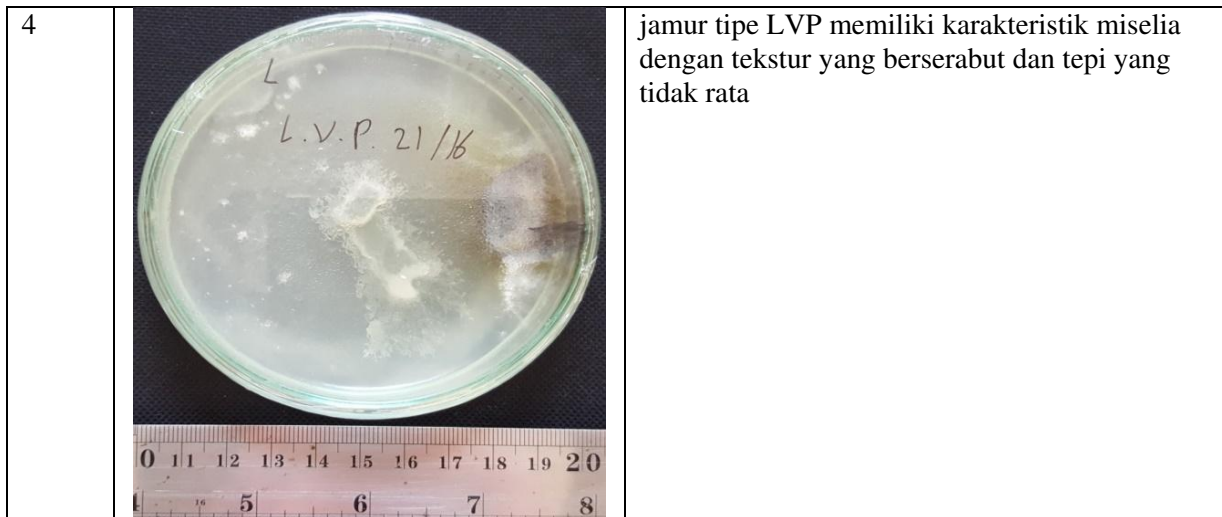 4
jamur tipe LVP memiliki karakteristik miselia
dengan tekstur yang berserabut dan tepi yang
tidak rata
L
L.V.P. 21/16
0 11 12 13 14 15 16 17 18 19 20
16 5 6 7 8